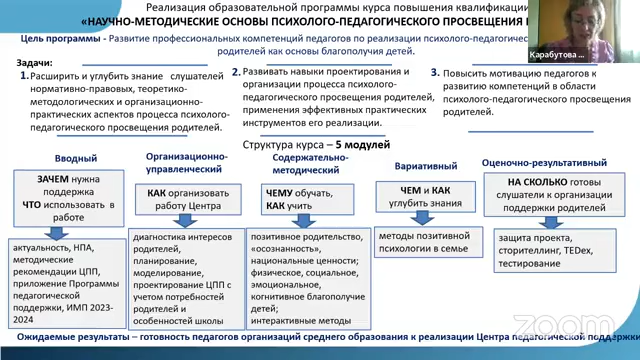 Реализация образовательной программы курса повышения квалификации
«НАУЧНО-МЕТОДИЧЕСКИЕ ОСНОВЫ ПСИХОЛОГО-ПЕДАГОГИЧЕСКОГО ПРОСВЕЩЕНИЯ
Карабутова
Цель программы - Развитие профессиональных компетенций педагогов по реализации
родителей как основы благополучия детей.
Задачи:
1. Расширить и углубить знание слушателей
нормативно-правовых, теоретико-
методологических и организационно-
практических аспектов процесса психолого-
педагогического просвещения родителей.
2. Развивать навыки проектирования и
организации процесса психолого-
педагогического просвещения родителей,
применения эффективных практических
инструментов его реализации.
3. Повысить мотивацию педагогов к
развитию компетенций в области
психолого-педагогического просвещения
родителей.
Структура курса – 5 модулей
Вводный
ЗАЧЕМ нужна
поддержка
ЧТО использовать в
работе
актуальность, НПА,
методические
рекомендации ЦПП,
приложение Программы
педагогической
поддержки, ИМП 2023-
2024
Организационно-
управленческий
КАК организовать
работу Центра
диагностика интересов
родителей,
планирование,
моделирование,
проектирование ЦПП с
учетом потребностей
родителей и
особенностей школы
Содержательно-
методический
ЧЕМУ обучать,
КАК учить
позитивное родительство,
«осознанность»,
национальные ценности;
физическое, социальное,
эмоциональное,
когнитивное благополучие
детей;
интерактивные методы
Вариативный
ЧЕМ и КАК
углубить знания
методы позитивной
психологии в семье
Оценочно-результативный
НА СКОЛЬКО готовы
слушатели к организации
поддержки родителей
защита проекта,
сторителлинг, TEDex,
тестирование
zoom
Ожидаемые результаты – готовность педагогов организаций среднего образования к реализации Центра педагогической поддержки